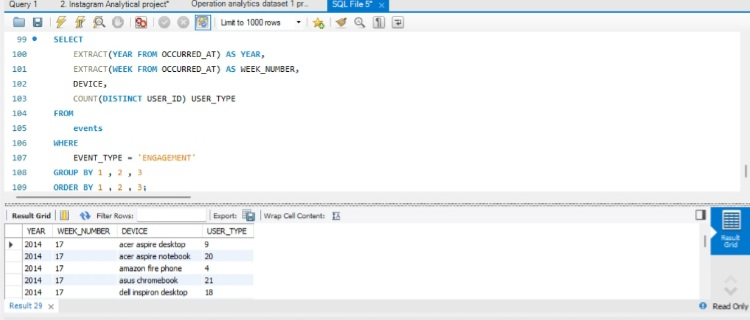 Query 1 2. Instagram Analytical project* Operation analytics dataset 1 pr... SQL File 5* ×
Limit to 1000 rows
99 SELECT
100 EXTRACT(YEAR FROM OCCURRED_AT) AS YEAR,
101 EXTRACT(WEEK FROM OCCURRED_AT) AS WEEK_NUMBER,
102 DEVICE,
103 COUNT(DISTINCT USER_ID) USER_TYPE
104 FROM
105 events
106 WHERE
107 EVENT_TYPE = 'ENGAGEMENT'
108 GROUP BY 1 , 2 , 3
109 ORDER BY 1 , 2 , 3;
Result Grid Filter Rows: Export: Wrap Cell Content:
YEAR WEEK_NUMBER DEVICE USER_TYPE
2014 17 acer aspire desktop 9
2014 17 acer aspire notebook 20
2014 17 amazon fire phone 4
2014 17 asus chromebook 21
2014 17 dell inspiron desktop 18
Result
Grid
Result 29 × Read Only